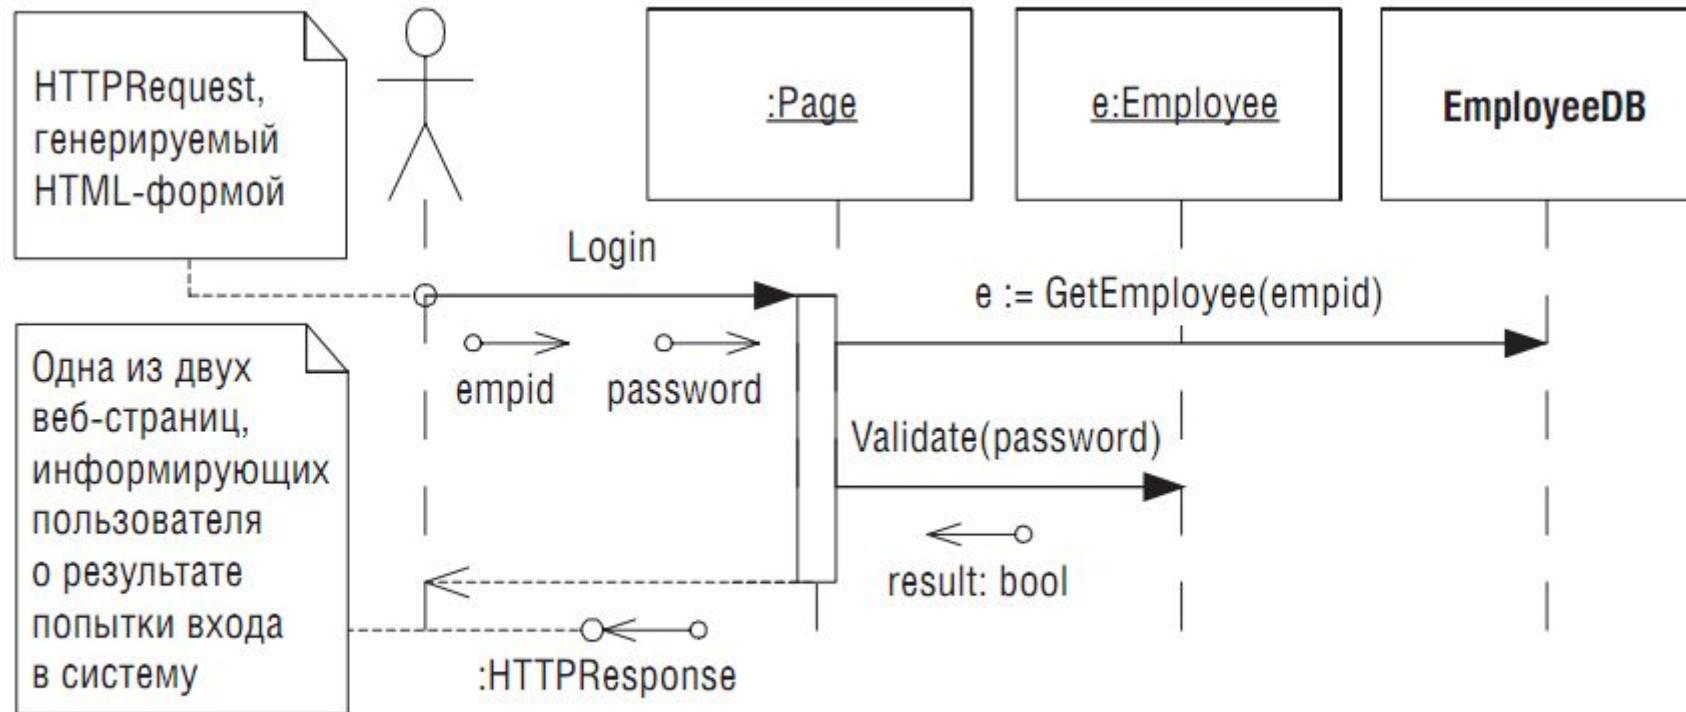 HTTPRequest,
генерируемый
HTML-формой
:Page
e:Employee
EmployeeDB
Login
e := GetEmployee(empid)
empid
password
Validate(password)
Одна из двух
веб-страниц,
информирующих
пользователя
о результате
попытки входа
в систему
result: bool
:HTTPResponse